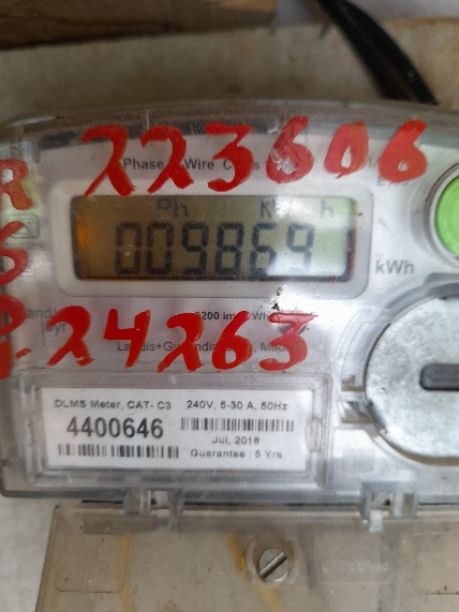 223606
Phase Wire
Ph K h
009869
kWh
R
24263
3200 imp
Landis+Gyr
DLMS Meter, CAT- C3 240V, 5-30 A, 50Hz
4400646
Jul, 2018
Guarantee : 5 Yrs.